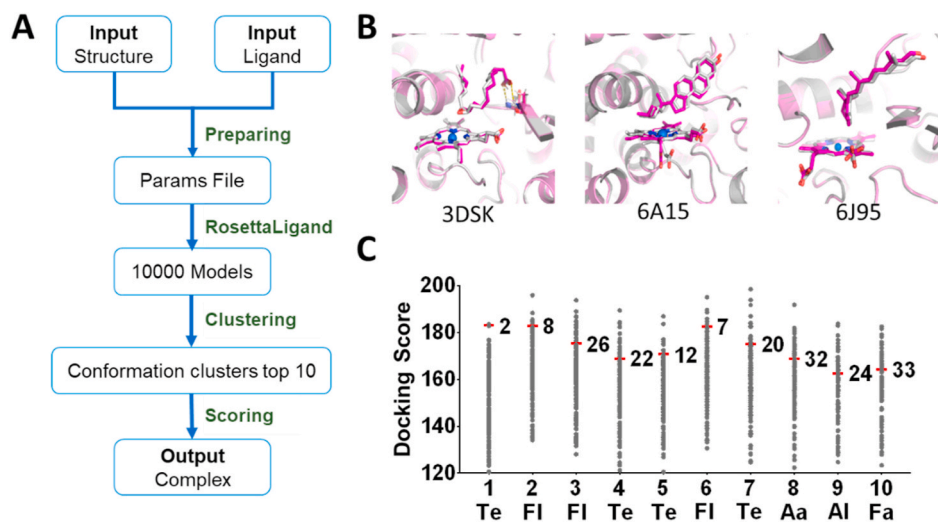 A
Input
Structure
Input
Ligand
Preparing
Params File
RosettaLigand
10000 Models
Clustering
Conformation clusters top 10
Scoring
Output
Complex
B
3DSK
6A15
6J95
C
Docking Score
200
180
160
140
120
2
8
26
22
12
7
20
32
24
33
1 2 3 4 5 6 7 8 9 10
Te Fl Fl Te Te Fl Te Aa Al Fa